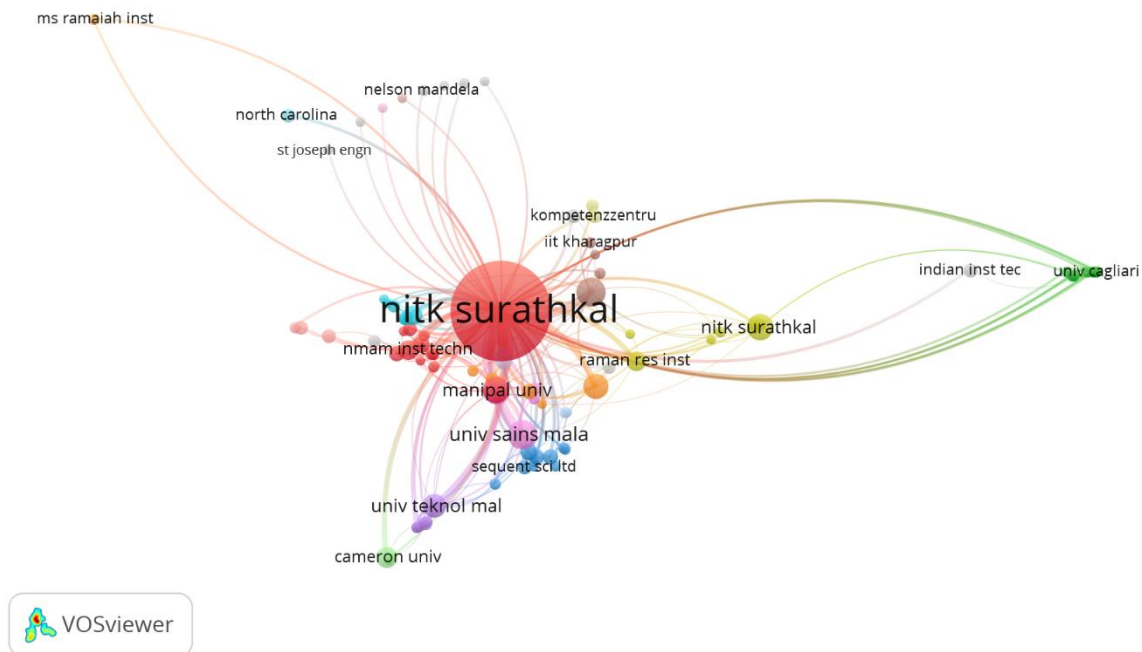 ms ramaiah inst
nelson mandela
north carolina
st joseph engn
kompetenzzentru
iit kharagpur
indian inst tec
univ cagliari
nitk surathkal
nitk surathkal
nmam inst techn
raman res inst
manipal univ
univ sains mala
sequent sci ltd
univ teknol mal
cameron univ
VOSviewer